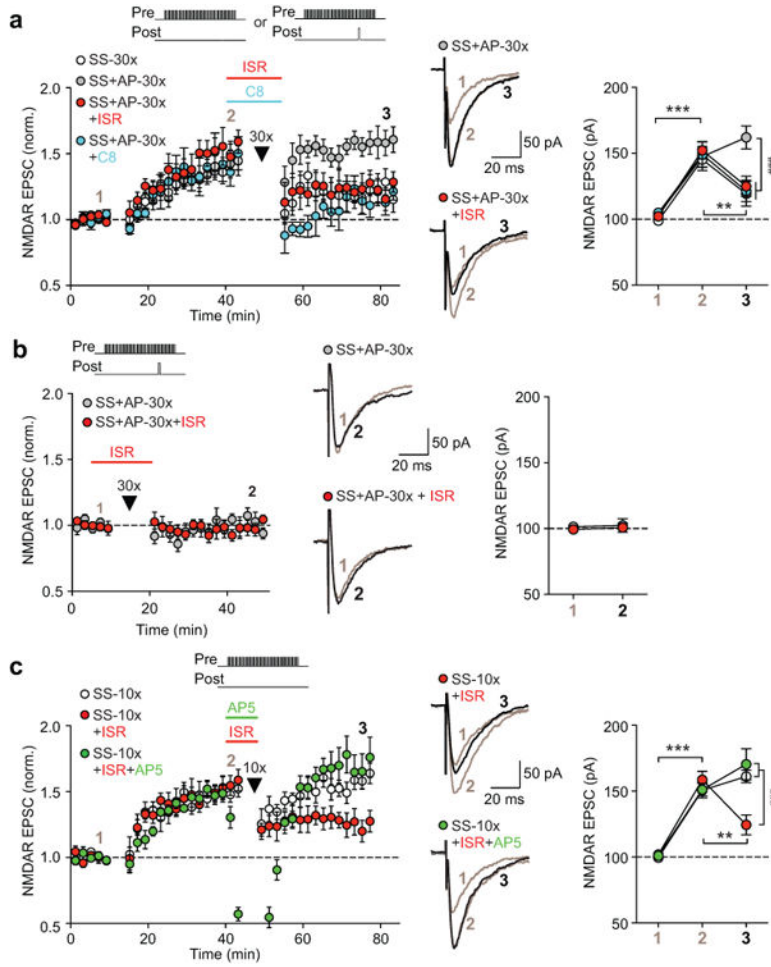 a
Pre
Post
or
Pre
Post
SS-30x
SS+AP-30x
SS+AP-30x
+ISR
SS+AP-30x
+C8
ISR
C8
NMDAR EPSC (norm.)
2.0
1.5
1.0
0.5
1
2
30x
3
0 20 40 60 80
Time (min)
SS+AP-30x
1
2
3
50 pA
20 ms
SS+AP-30x
+ISR
1
2
3
NMDAR EPSC (pA)
200
150
100
50
***
**
1 2 3
b
Pre
Post
SS+AP-30x
SS+AP-30x+ISR
ISR
NMDAR EPSC (norm.)
2.0
1.5
1.0
0.5
1
30x
2
0 20 40
Time (min)
SS+AP-30x
1
2
50 pA
20 ms
SS+AP-30x + ISR
1
2
NMDAR EPSC (pA)
200
150
100
50
1 2
c
Pre
Post
SS-10x
SS-10x
+ISR
SS-10x
+ISR+AP5
AP5
ISR
NMDAR EPSC (norm.)
2.0
1.5
1.0
0.5
1
2
10x
3
0 20 40 60 80
Time (min)
SS-10x
+ISR
1
2
3
50 pA
20 ms
SS-10x
+ISR+AP5
1
2
3
NMDAR EPSC (pA)
200
150
100
50
***
**
1 2 3